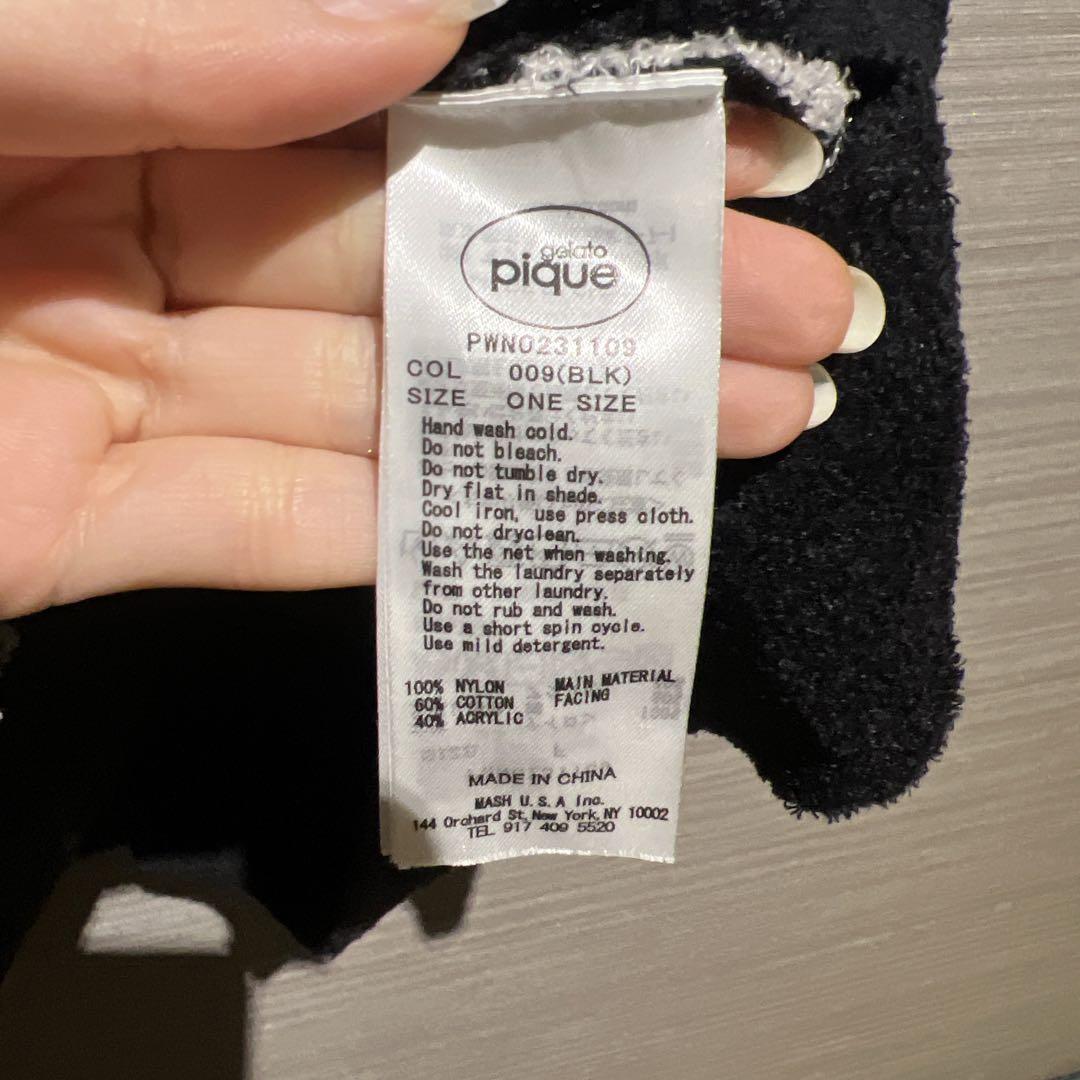 gelato
pique
PWNO231109
COL 009(BLK)
SIZE ONE SIZE
Hand wash cold.
Do not bleach.
Do not tumble dry.
Dry flat in shade.
Cool iron, use press cloth.
Do not dryclean.
Use the net when washing.
Wash the laundry separately
from other laundry.
Do not rub and wash.
Use a short spin cycle.
Use mild detergent.
100% NYLON MAIN MATERIAL
60% COTTON FACING
40% ACRYLIC
MADE IN CHINA
MASH U.S.A Inc.
144 Orchard St, New York, NY 10002
TEL 917 409 5520